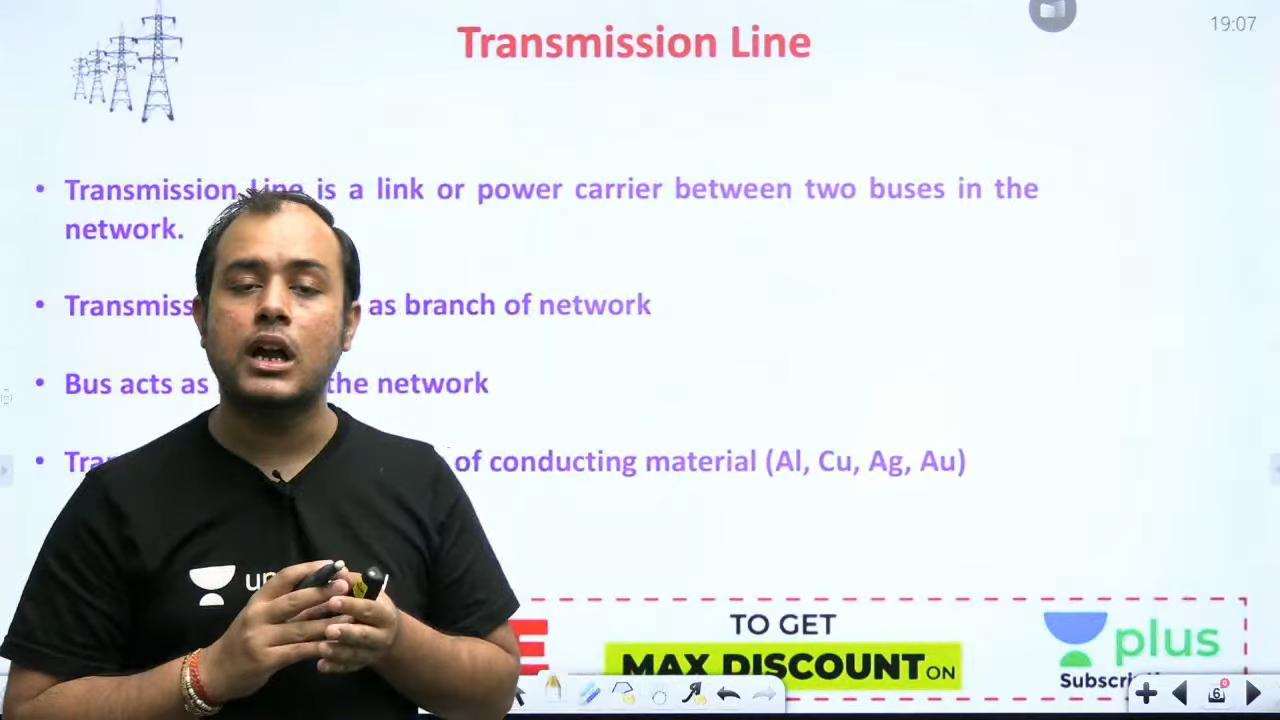 19:07
Transmission Line
• Transmission Line is a link or power carrier between two buses in the
network.
• as branch of network
• Bus acts as the network
• of conducting material (Al, Cu, Ag, Au)
TO GET
MAX DISCOUNT ON
plus
6